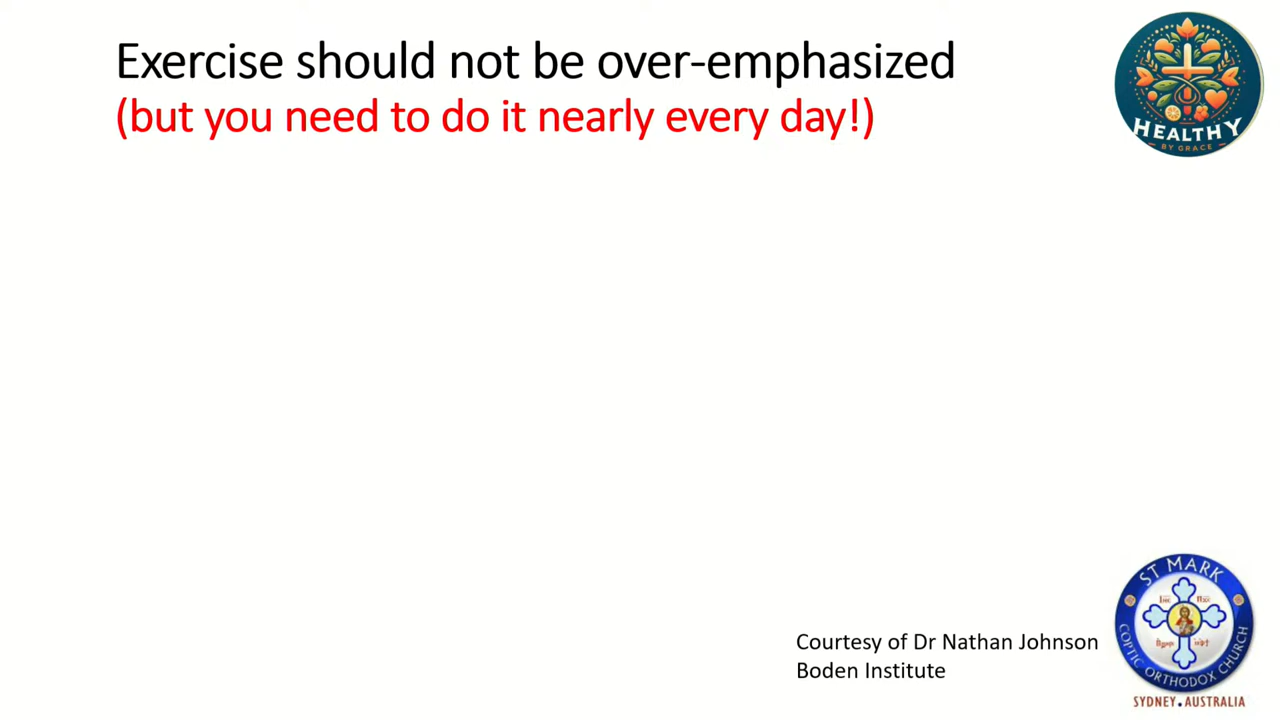 Exercise should not be over-emphasized
(but you need to do it nearly every day!)
HEALTHY
BY GRACE
Courtesy of Dr Nathan Johnson
Boden Institute
ST MARK
COPTIC ORTHODOX CHURCH
SYDNEY.AUSTRALIA